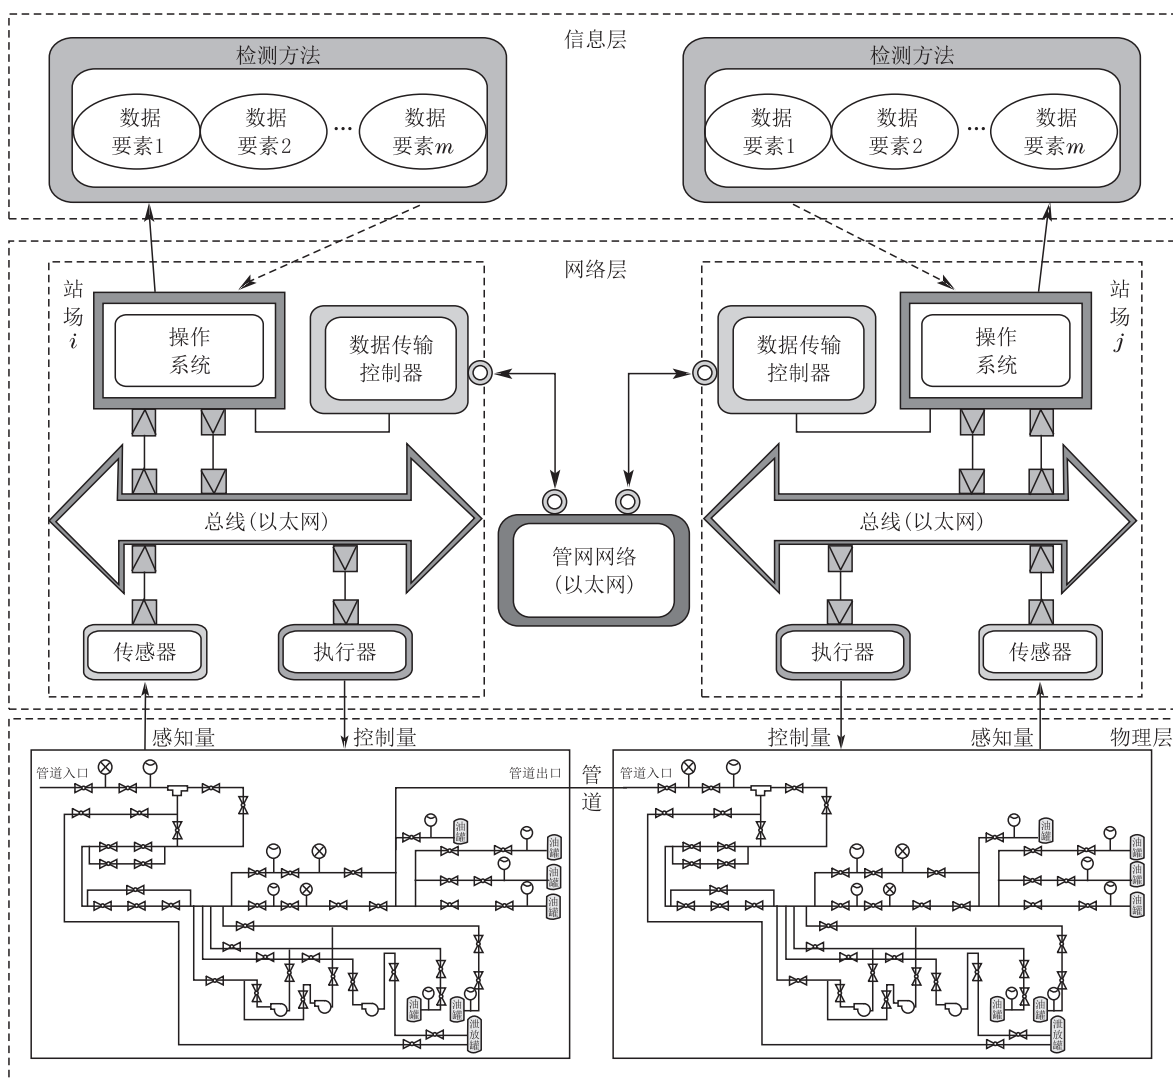 信息层
检测方法
数据
要素1
数据
要素2
···
数据
要素m
检测方法
数据
要素1
数据
要素2
···
数据
要素m
网络层
站
场
i
操作
系统
数据传输
控制器
数据传输
控制器
操作
系统
站
场
j
总线(以太网)
管网网络
(以太网)
总线(以太网)
传感器
执行器
执行器
传感器
感知量
控制量
控制量
感知量
物理层
管道入口
管道出口
管
道
管道入口
油
罐
油
罐
油
罐
油
罐
油
罐
油
罐
泄
放
罐
油
罐
油
罐
油
罐
油
罐
油
罐
油
罐
泄
放
罐